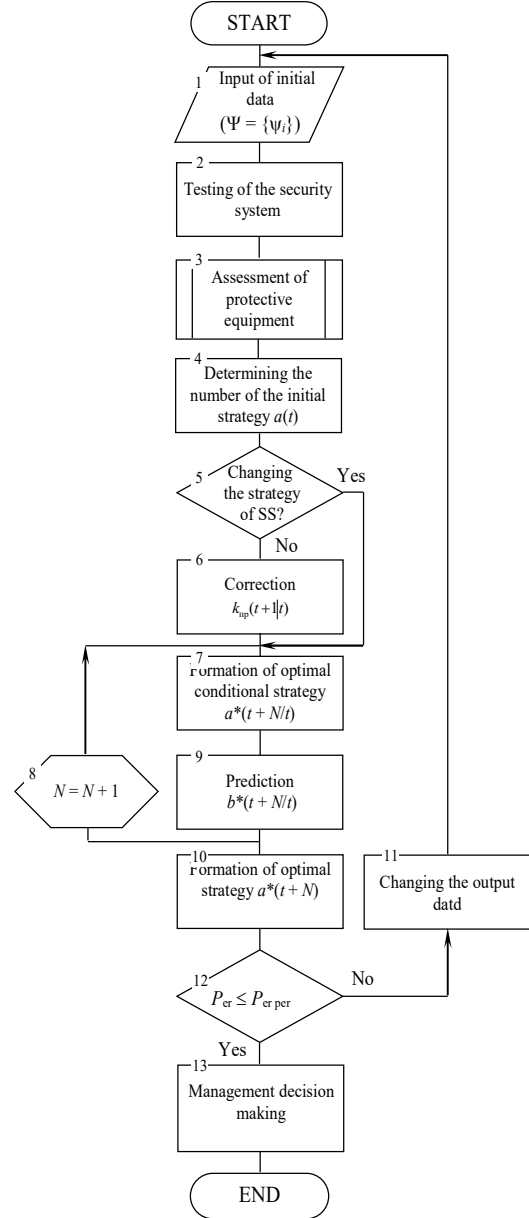 START
1
Input of initial
data
(Ψ = {ψi})
2
Testing of the security
system
3
Assessment of
protective
equipment
4
Determining the
number of the initial
strategy a(t)
5
Changing
the strategy
of SS?
Yes
No
6
Correction
kпр(t+1|t)
7
Formation of optimal
conditional strategy
a*(t + N/t)
8
N = N + 1
9
Prediction
b*(t + N/t)
10
Formation of optimal
strategy a*(t + N)
11
Changing the output
datd
12
Per ≤ Per per
No
Yes
13
Management decision
making
END